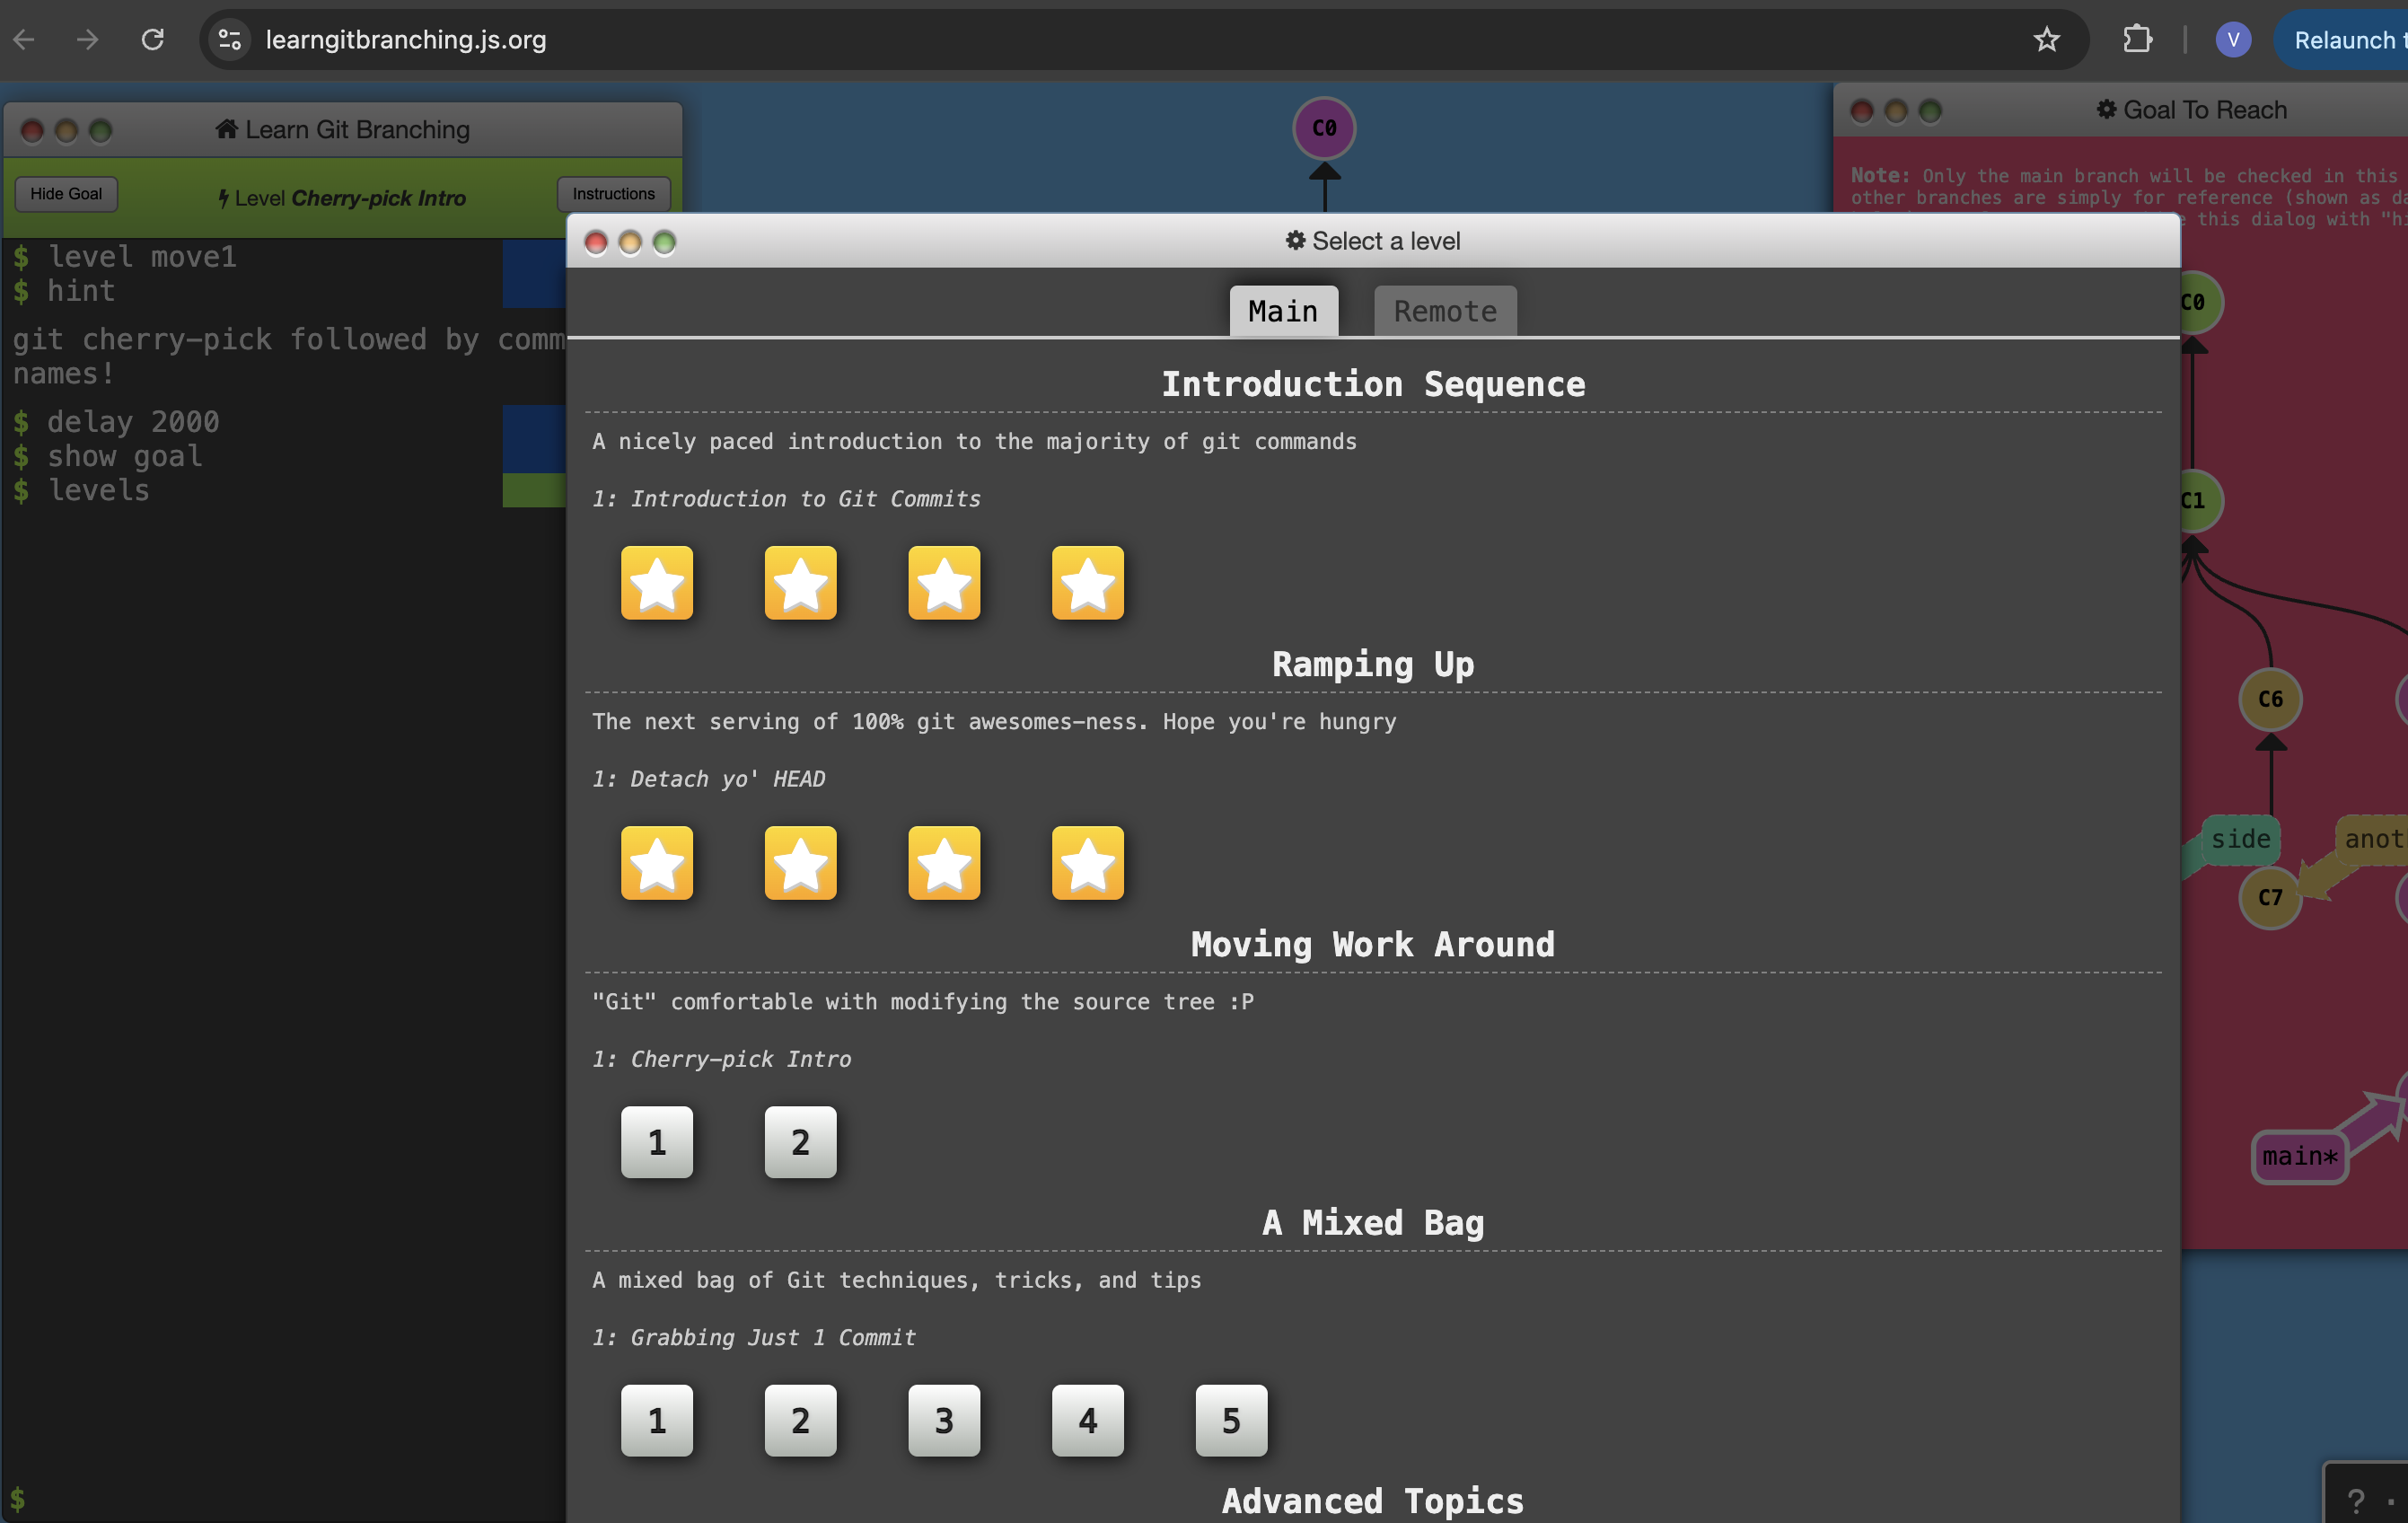 learngitbranching.js.org
V
Relaunch t
Learn Git Branching
Hide Goal
Level Cherry-pick Intro
Instructions
$ level move1
$ hint
git cherry-pick followed by comm
names!
$ delay 2000
$ show goal
$ levels
$
C0
Goal To Reach
Note: Only the main branch will be checked in this
other branches are simply for reference (shown as da
this dialog with "hi
C0
C1
C6
side
anot
C7
main*
Select a level
Main
Remote
Introduction Sequence
A nicely paced introduction to the majority of git commands
1: Introduction to Git Commits
Ramping Up
The next serving of 100% git awesomes-ness. Hope you're hungry
1: Detach yo' HEAD
Moving Work Around
"Git" comfortable with modifying the source tree :P
1: Cherry-pick Intro
1 2
A Mixed Bag
A mixed bag of Git techniques, tricks, and tips
1: Grabbing Just 1 Commit
1 2 3 4 5
Advanced Topics
?